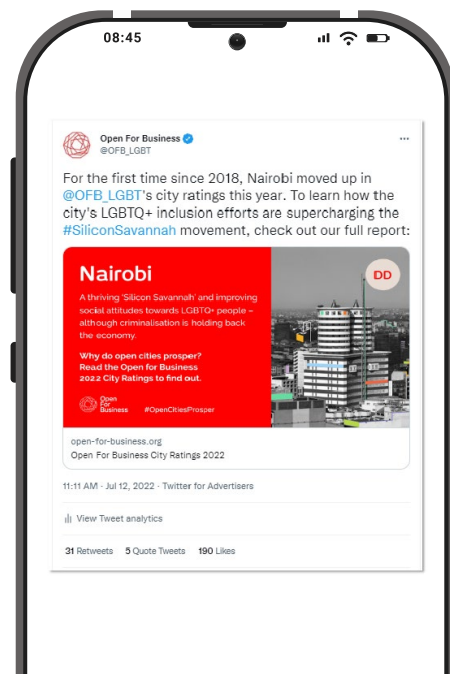 08:45
Open For Business
@OFB_LGBT
For the first time since 2018, Nairobi moved up in
@OFB_LGBT's city ratings this year. To learn how the
city's LGBTQ+ inclusion efforts are supercharging the
#SiliconSavannah movement, check out our full report:
Nairobi
DD
A thriving 'Silicon Savannah' and improving
social attitudes towards LGBTQ+ people –
although criminalisation is holding back
the economy.
Why do open cities prosper?
Read the Open for Business
2022 City Ratings to find out.
Open
For
Business
#OpenCitiesProsper
open-for-business.org
Open For Business City Ratings 2022
11:11 AM · Jul 12, 2022 · Twitter for Advertisers
View Tweet analytics
31 Retweets 5 Quote Tweets 190 Likes